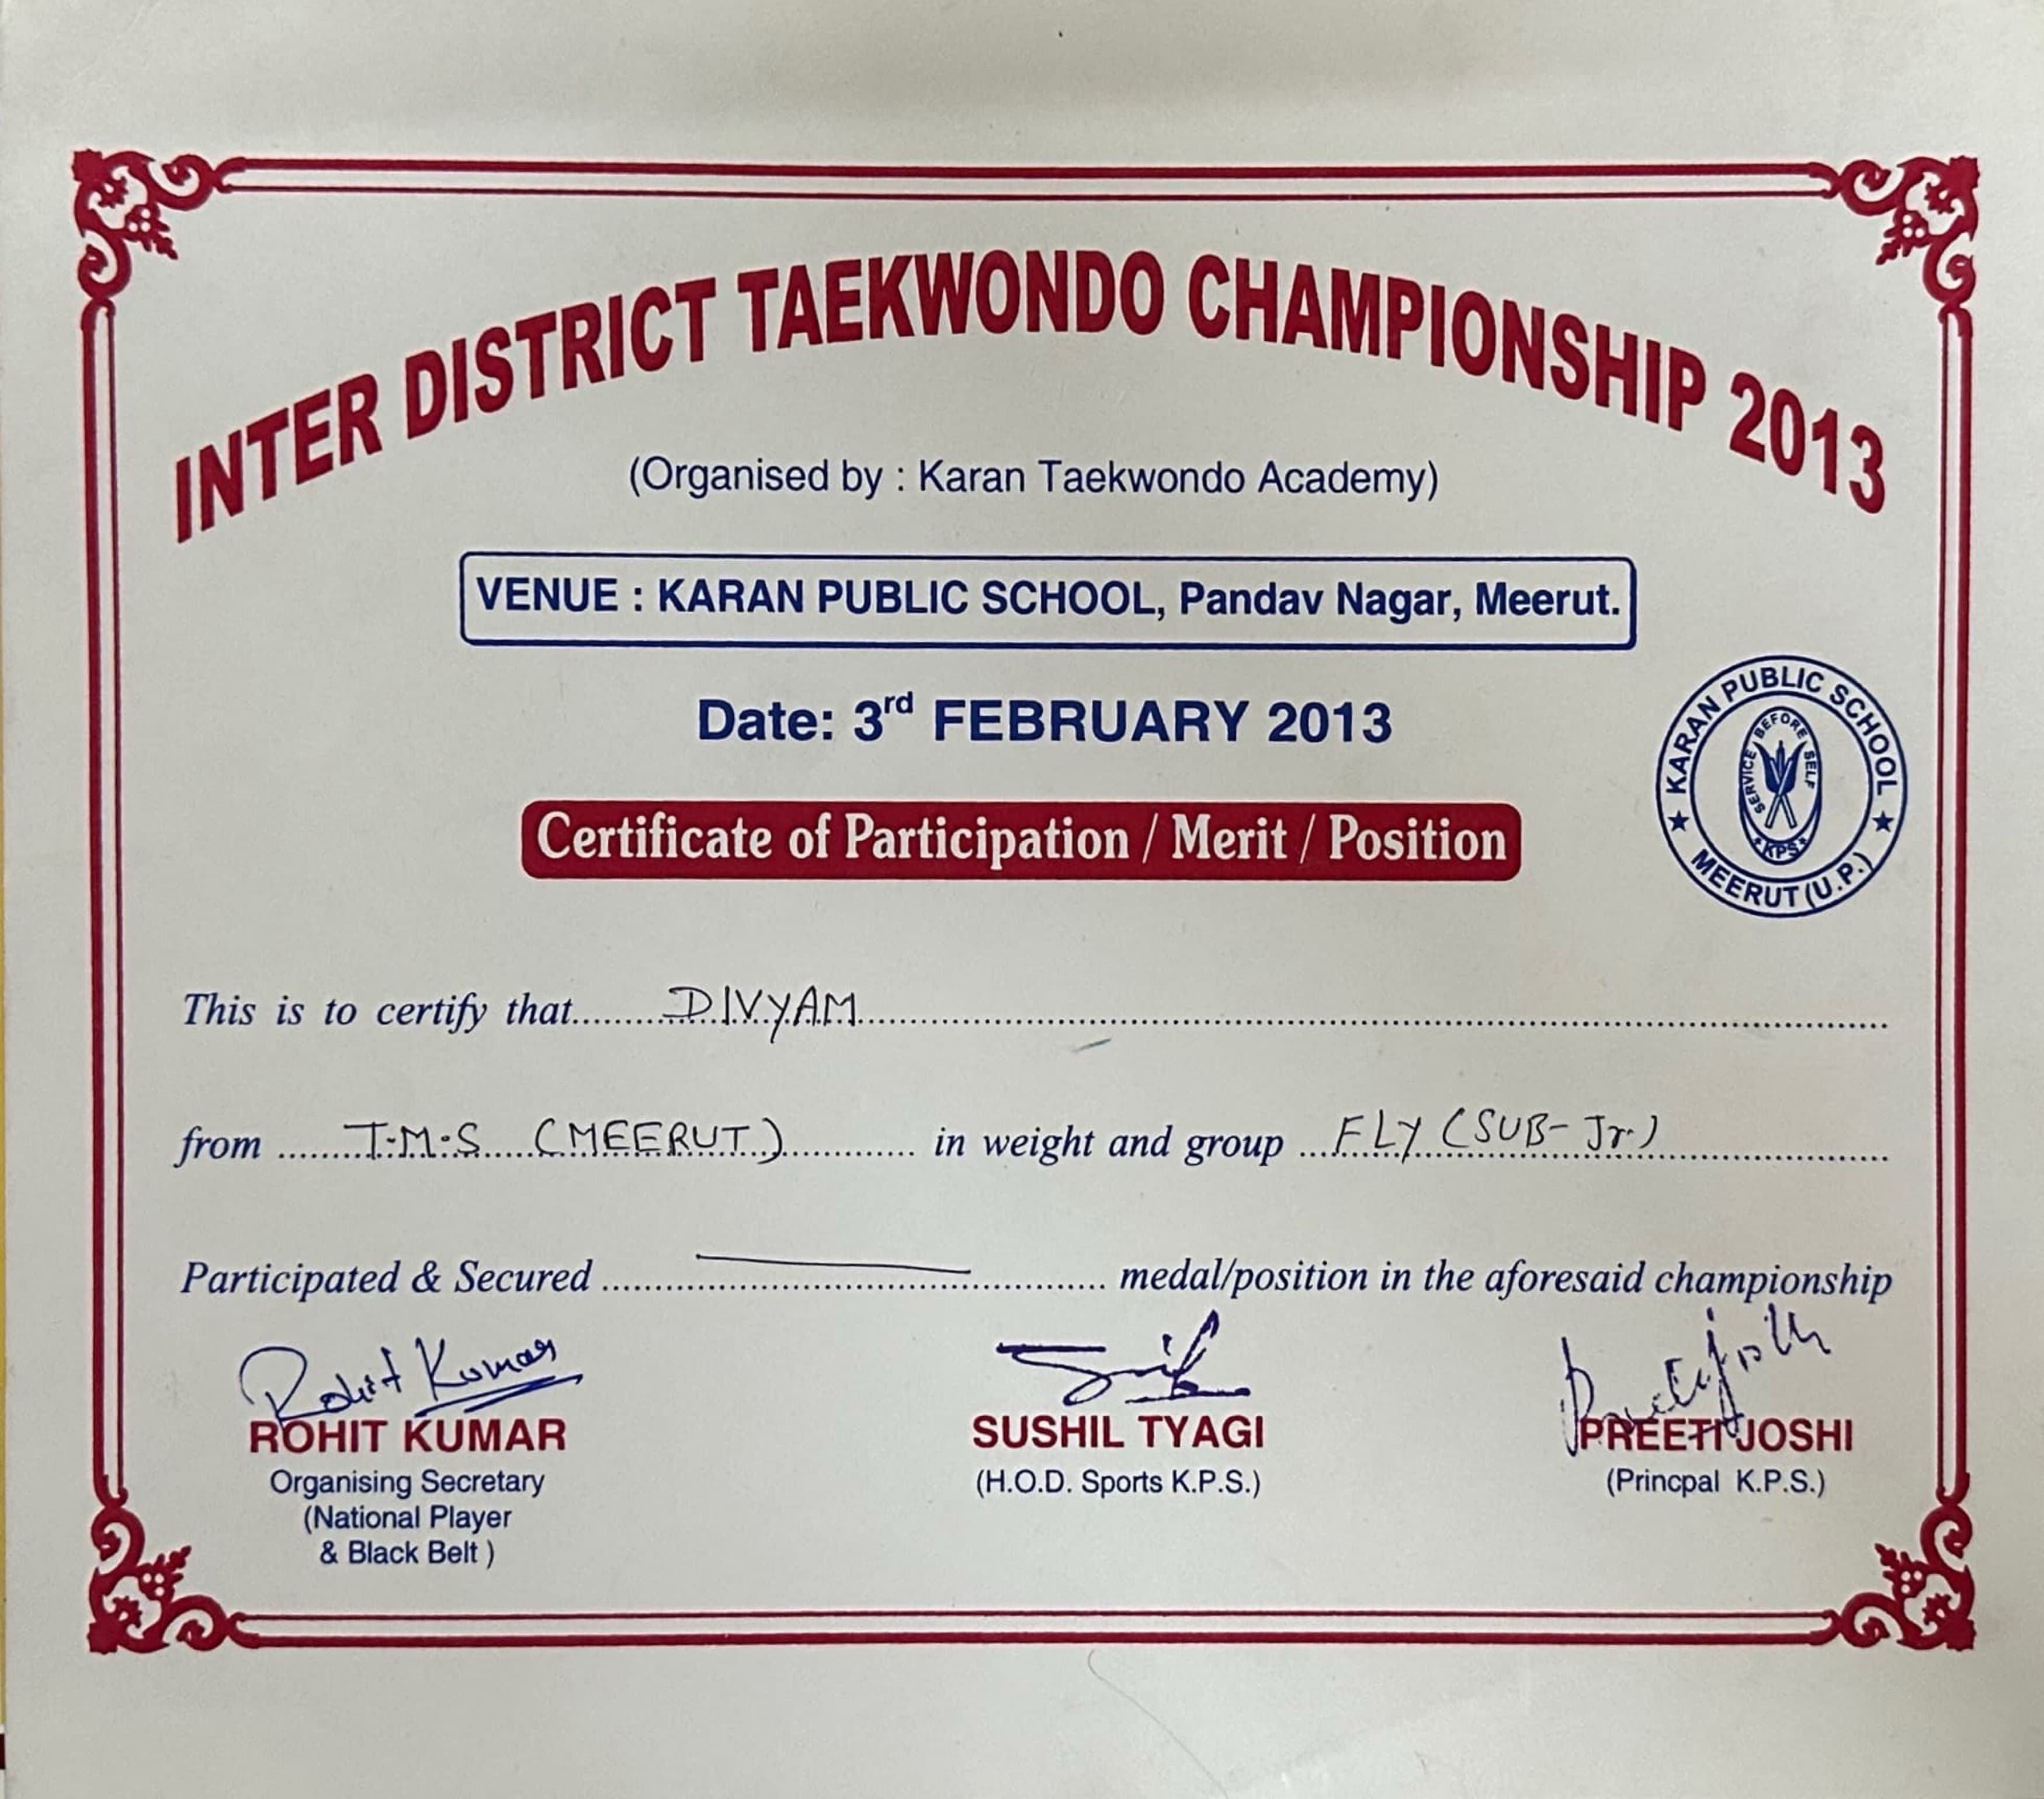 INTER DISTRICT TAEKWONDO CHAMPIONSHIP 2013
(Organised by : Karan Taekwondo Academy)
VENUE : KARAN PUBLIC SCHOOL, Pandav Nagar, Meerut.
Date: 3rd FEBRUARY 2013
KARAN PUBLIC SCHOOL
SERVICE BEFORE SELF
KPS
MEERUT (U.P.)
Certificate of Participation / Merit / Position
This is to certify that DIVYAM
from T.M.S (MEERUT) in weight and group FLY (SUB-Jr)
Participated & Secured medal/position in the aforesaid championship
Rohit Kumar
ROHIT KUMAR
Organising Secretary
(National Player
& Black Belt )
SUSHIL TYAGI
(H.O.D. Sports K.P.S.)
PREETI JOSHI
(Princpal K.P.S.)